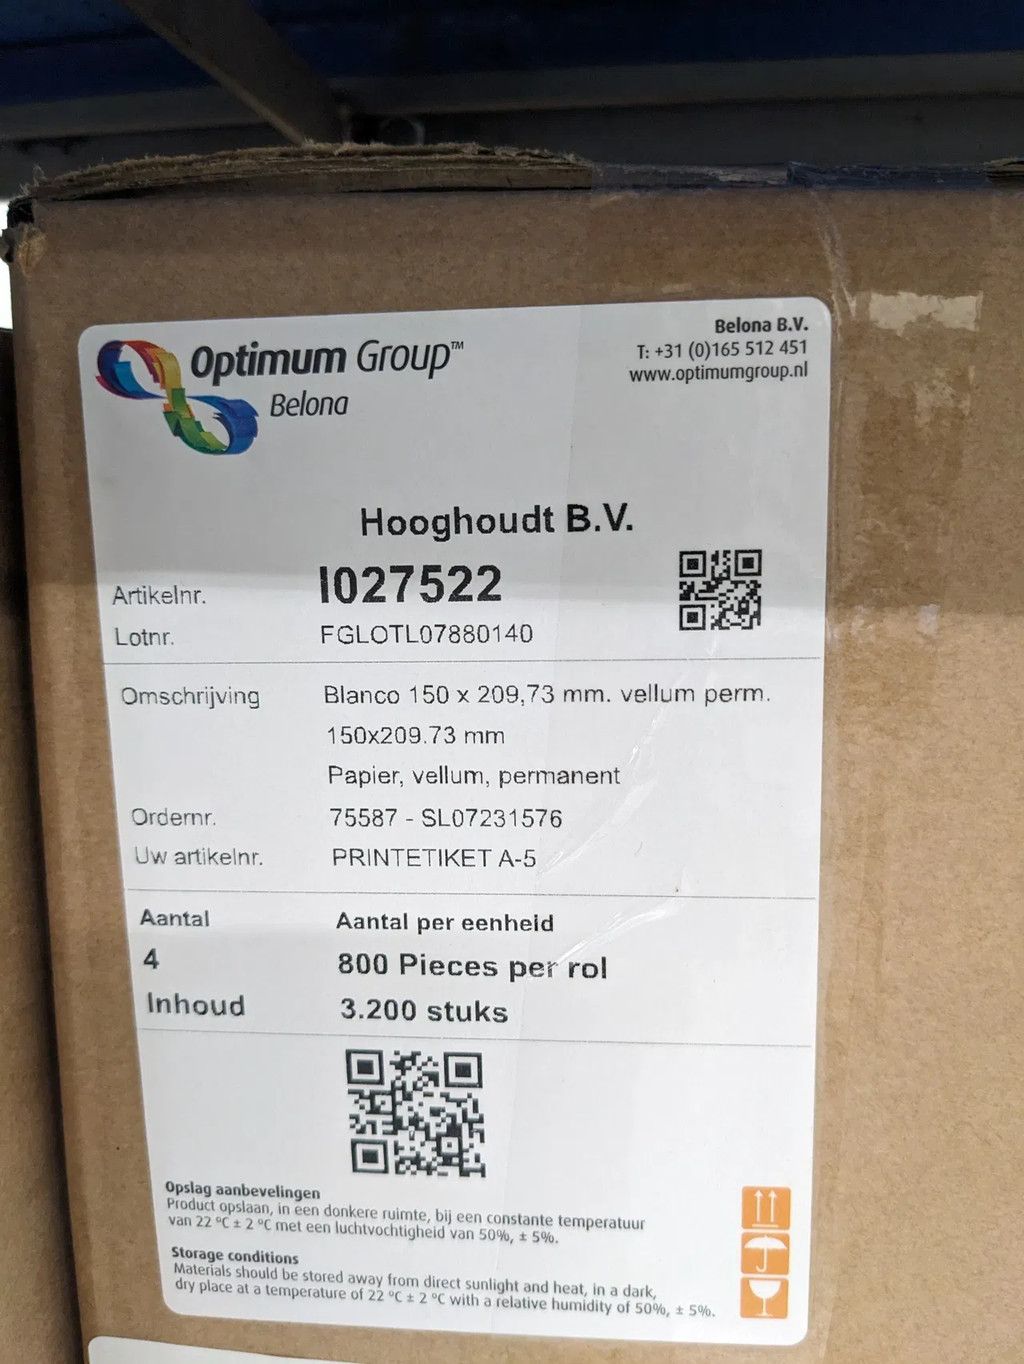 Optimum Group™
Belona
Belona B.V.
T: +31 (0)165 512 451
www.optimumgroup.nl
Hooghoudt B.V.
Artikelnr. I027522
Lotnr. FGLOTL07880140
Omschrijving Blanco 150 x 209,73 mm. vellum perm.
150x209.73 mm
Papier, vellum, permanent
Ordernr. 75587 - SL07231576
Uw artikelnr. PRINTETIKET A-5
Aantal Aantal per eenheid
4 800 Pieces per rol
Inhoud 3.200 stuks
Opslag aanbevelingen
Product opslaan, in een donkere ruimte, bij een constante temperatuur
van 22 °C ± 2 °C met een luchtvochtigheid van 50%, ± 5%.
Storage conditions
Materials should be stored away from direct sunlight and heat, in a dark,
dry place at a temperature of 22 °C ± 2 °C with a relative humidity of 50%, ± 5%.